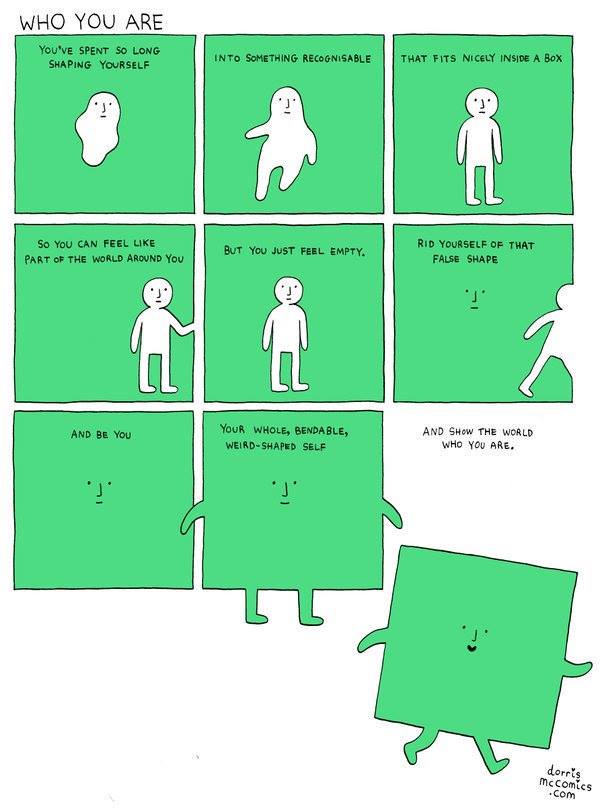 WHO YOU ARE
YOU'VE SPENT SO LONG
SHAPING YOURSELF
INTO SOMETHING RECOGNISABLE
THAT FITS NICELY INSIDE A BOX
SO YOU CAN FEEL LIKE
PART OF THE WORLD AROUND YOU
BUT YOU JUST FEEL EMPTY.
RID YOURSELF OF THAT
FALSE SHAPE
AND BE YOU
YOUR WHOLE, BENDABLE,
WEIRD-SHAPED SELF
AND SHOW THE WORLD
WHO YOU ARE.
dorris
mccomics
.com